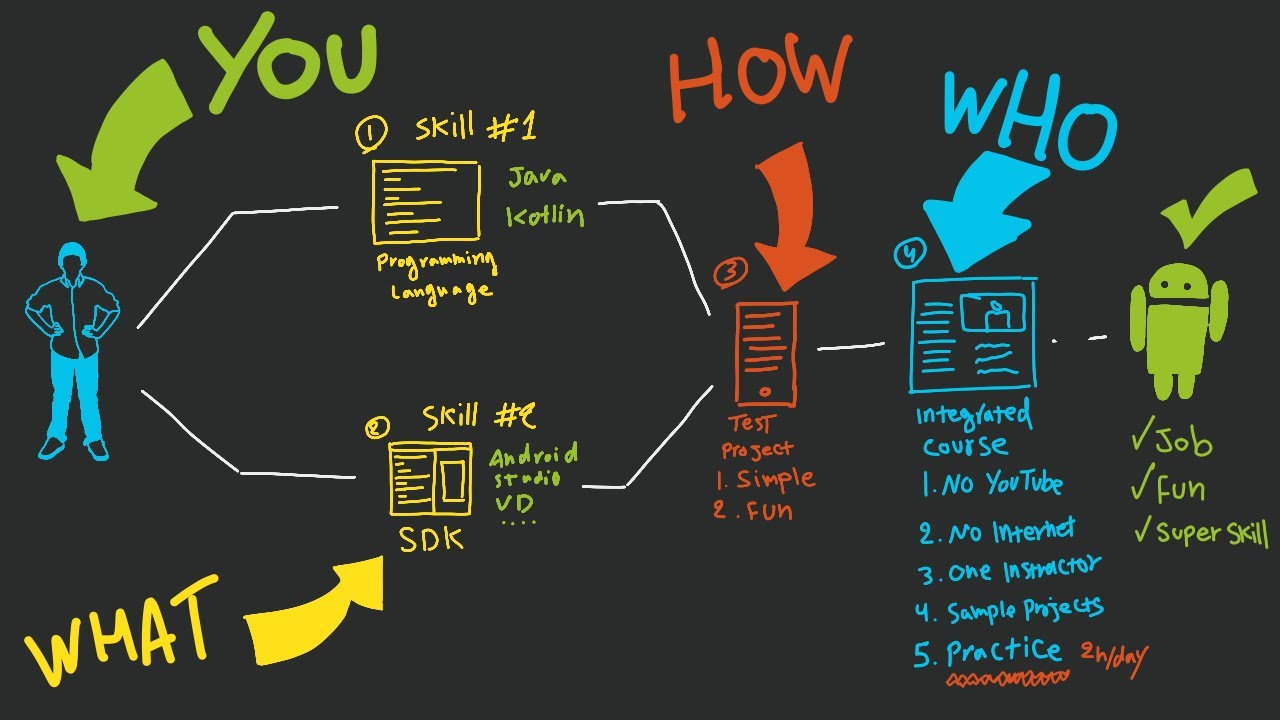 YOU
HOW
WHO
1 Skill #1
Java
Kotlin
Programming
Language
2 Skill #2
Android
studio
VD
....
SDK
WHAT
3
Test
Project
1. Simple
2. Fun
4
Integrated
course
1. No YouTube
2. No Internet
3. One Instractor
4. Sample Projects
5. Practice 2h/day
✓ Job
✓ Fun
✓ Super Skill